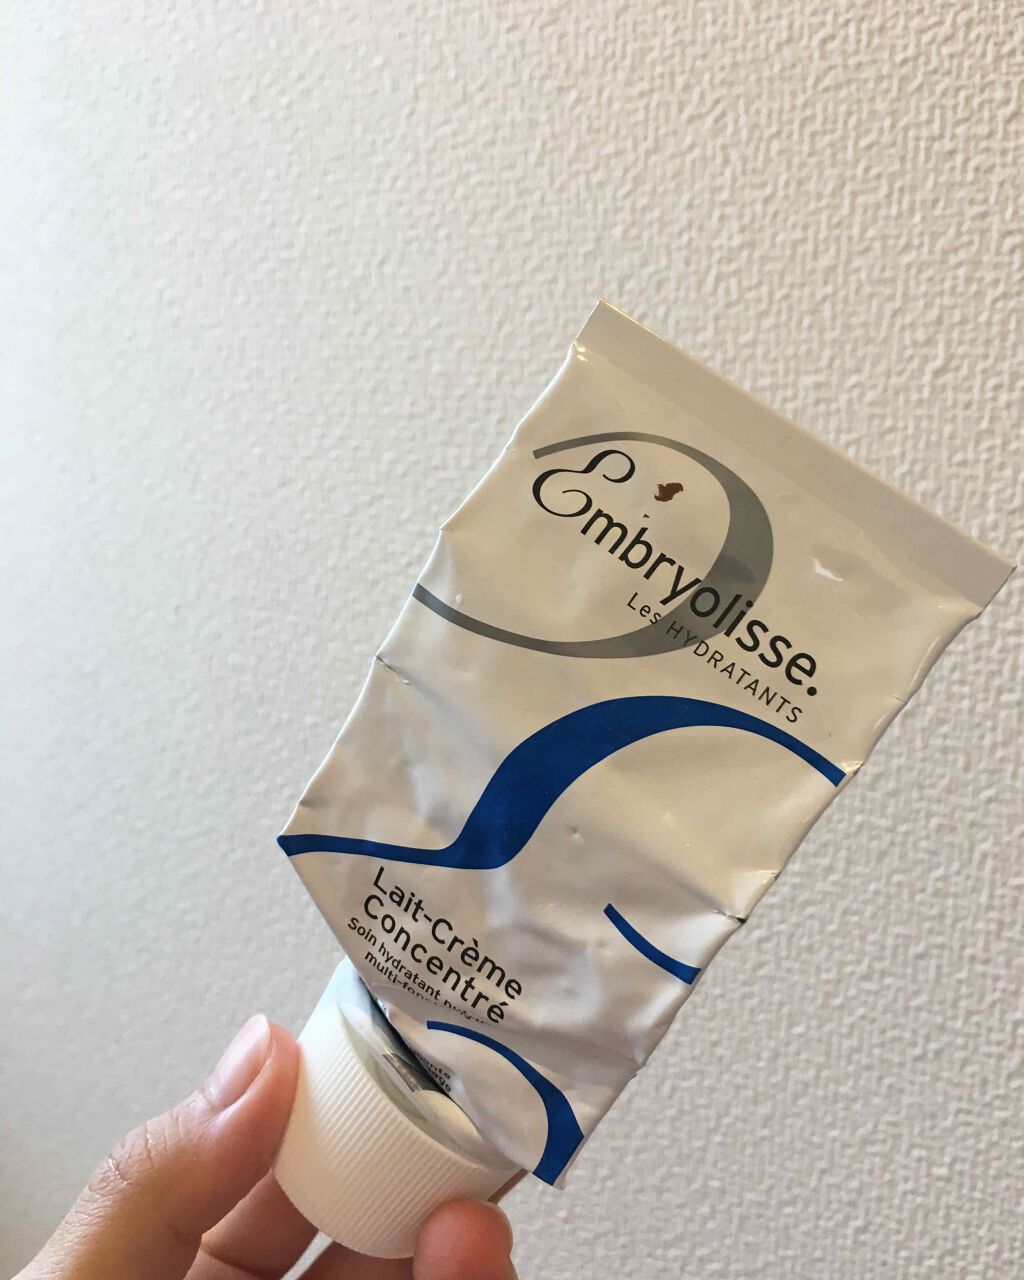 Embryolisse.
Les HYDRATANTS
Lait-Crème
Concentré
Soin hydratant